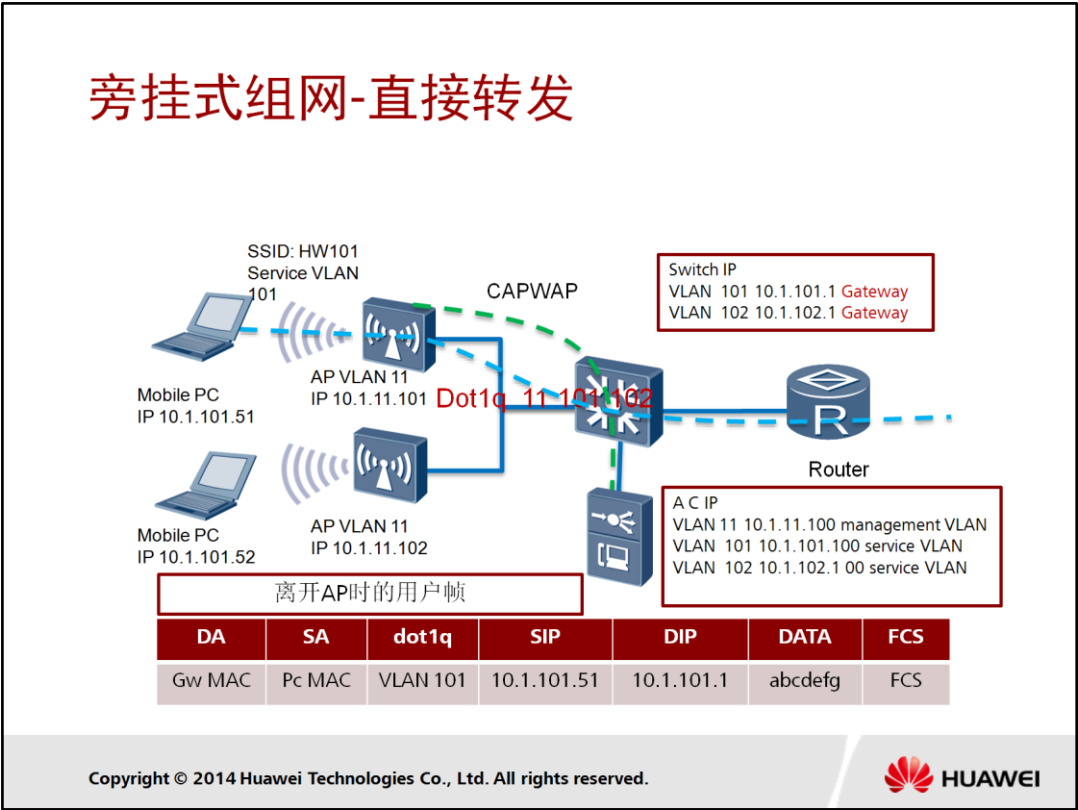 旁挂式组网-直接转发
SSID: HW101
Service VLAN
101
CAPWAP
Switch IP
VLAN 101 10.1.101.1 Gateway
VLAN 102 10.1.102.1 Gateway
Mobile PC
IP 10.1.101.51
AP VLAN 11
IP 10.1.11.101
Dot1q 11 101 102
R
Router
Mobile PC
IP 10.1.101.52
AP VLAN 11
IP 10.1.11.102
A C IP
VLAN 11 10.1.11.100 management VLAN
VLAN 101 10.1.101.100 service VLAN
VLAN 102 10.1.102.1 00 service VLAN
离开AP时的用户帧
DA SA dot1q SIP DIP DATA FCS
Gw MAC Pc MAC VLAN 101 10.1.101.51 10.1.101.1 abcdefg FCS
Copyright © 2014 Huawei Technologies Co., Ltd. All rights reserved.
HUAWEI